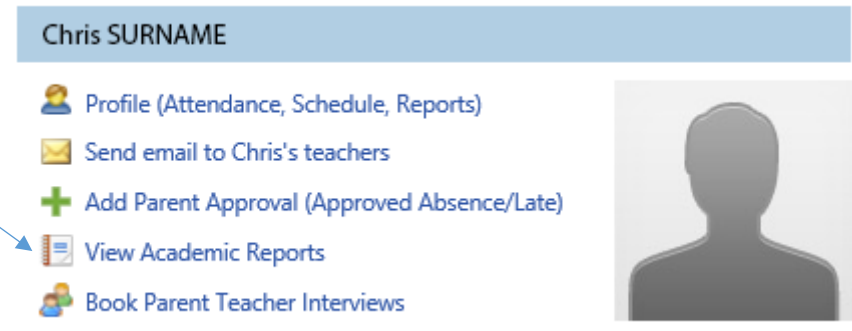 Chris SURNAME
Profile (Attendance, Schedule, Reports)
Send email to Chris's teachers
Add Parent Approval (Approved Absence/Late)
View Academic Reports
Book Parent Teacher Interviews